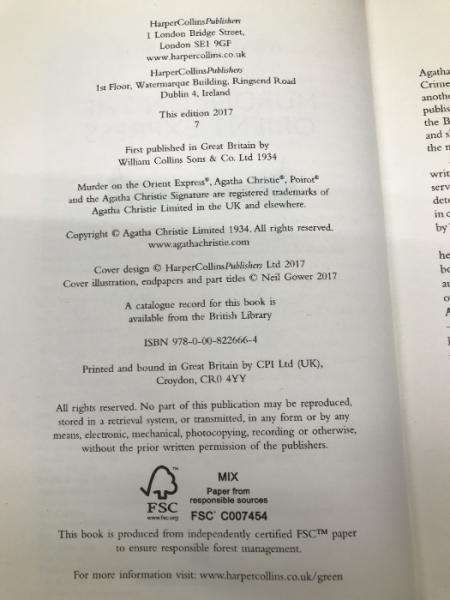 HarperCollinsPublishers
1 London Bridge Street,
London SE1 9GF
www.harpercollins.co.uk
HarperCollinsPublishers
1st Floor, Watermarque Building, Ringsend Road
Dublin 4, Ireland
This edition 2017
7
First published in Great Britain by
William Collins Sons & Co. Ltd 1934
Murder on the Orient Express®, Agatha Christie®, Poirot®
and the Agatha Christie Signature are registered trademarks of
Agatha Christie Limited in the UK and elsewhere.
Copyright © Agatha Christie Limited 1934. All rights reserved.
www.agathachristie.com
Cover design © HarperCollinsPublishers Ltd 2017
Cover illustration, endpapers and part titles © Neil Gower 2017
A catalogue record for this book is
available from the British Library
ISBN 978-0-00-822666-4
Printed and bound in Great Britain by CPI Ltd (UK),
Croydon, CR0 4YY
All rights reserved. No part of this publication may be reproduced,
stored in a retrieval system, or transmitted, in any form or by any
means, electronic, mechanical, photocopying, recording or otherwise,
without the prior written permission of the publishers.
FSC
www.fsc.org
MIX
Paper from
responsible sources
FSC® C007454
This book is produced from independently certified FSC™ paper
to ensure responsible forest management.
For more information visit: www.harpercollins.co.uk/green
Agatha
Crime
anothe
publis
the B
and s
the n
writ
serv
dete
in c
by
he
bo
au